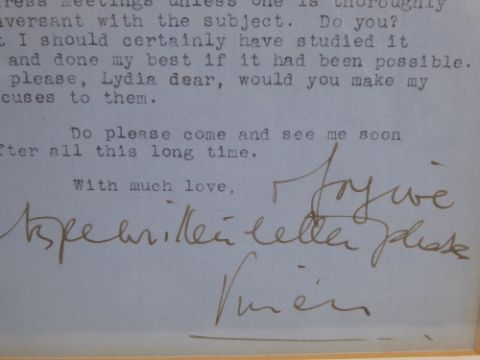 ress meetings unless one is thoroughly
versant with the subject. Do you?
t I should certainly have studied it
and done my best if it had been possible.
please, Lydia dear, would you make my
cuses to them.
Do please come and see me soon
fter all this long time.
With much love, & forgive
typewritten letter please
Vivien